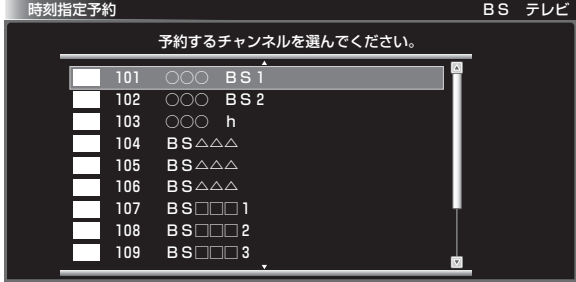 時刻指定予約 BS テレビ
予約するチャンネルを選んでください。
101 ○○○ BS1
102 ○○○ BS2
103 ○○○ h
104 BS△△△
105 BS△△△
106 BS△△△
107 BS□□□1
108 BS□□□2
109 BS□□□3